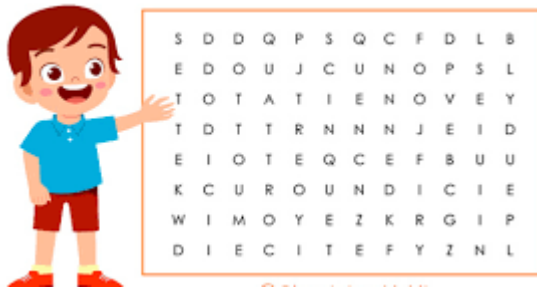 S D D Q P S Q C F D L B
E D O U J C U N O P S L
T O T A T I E N O V E Y
T D T T R N N N J E I D
E I O T E Q C E F B U U
K C U R O U N D I C I E
W I M O Y E Z K R G I P
D I E C I T E F Y Z N L